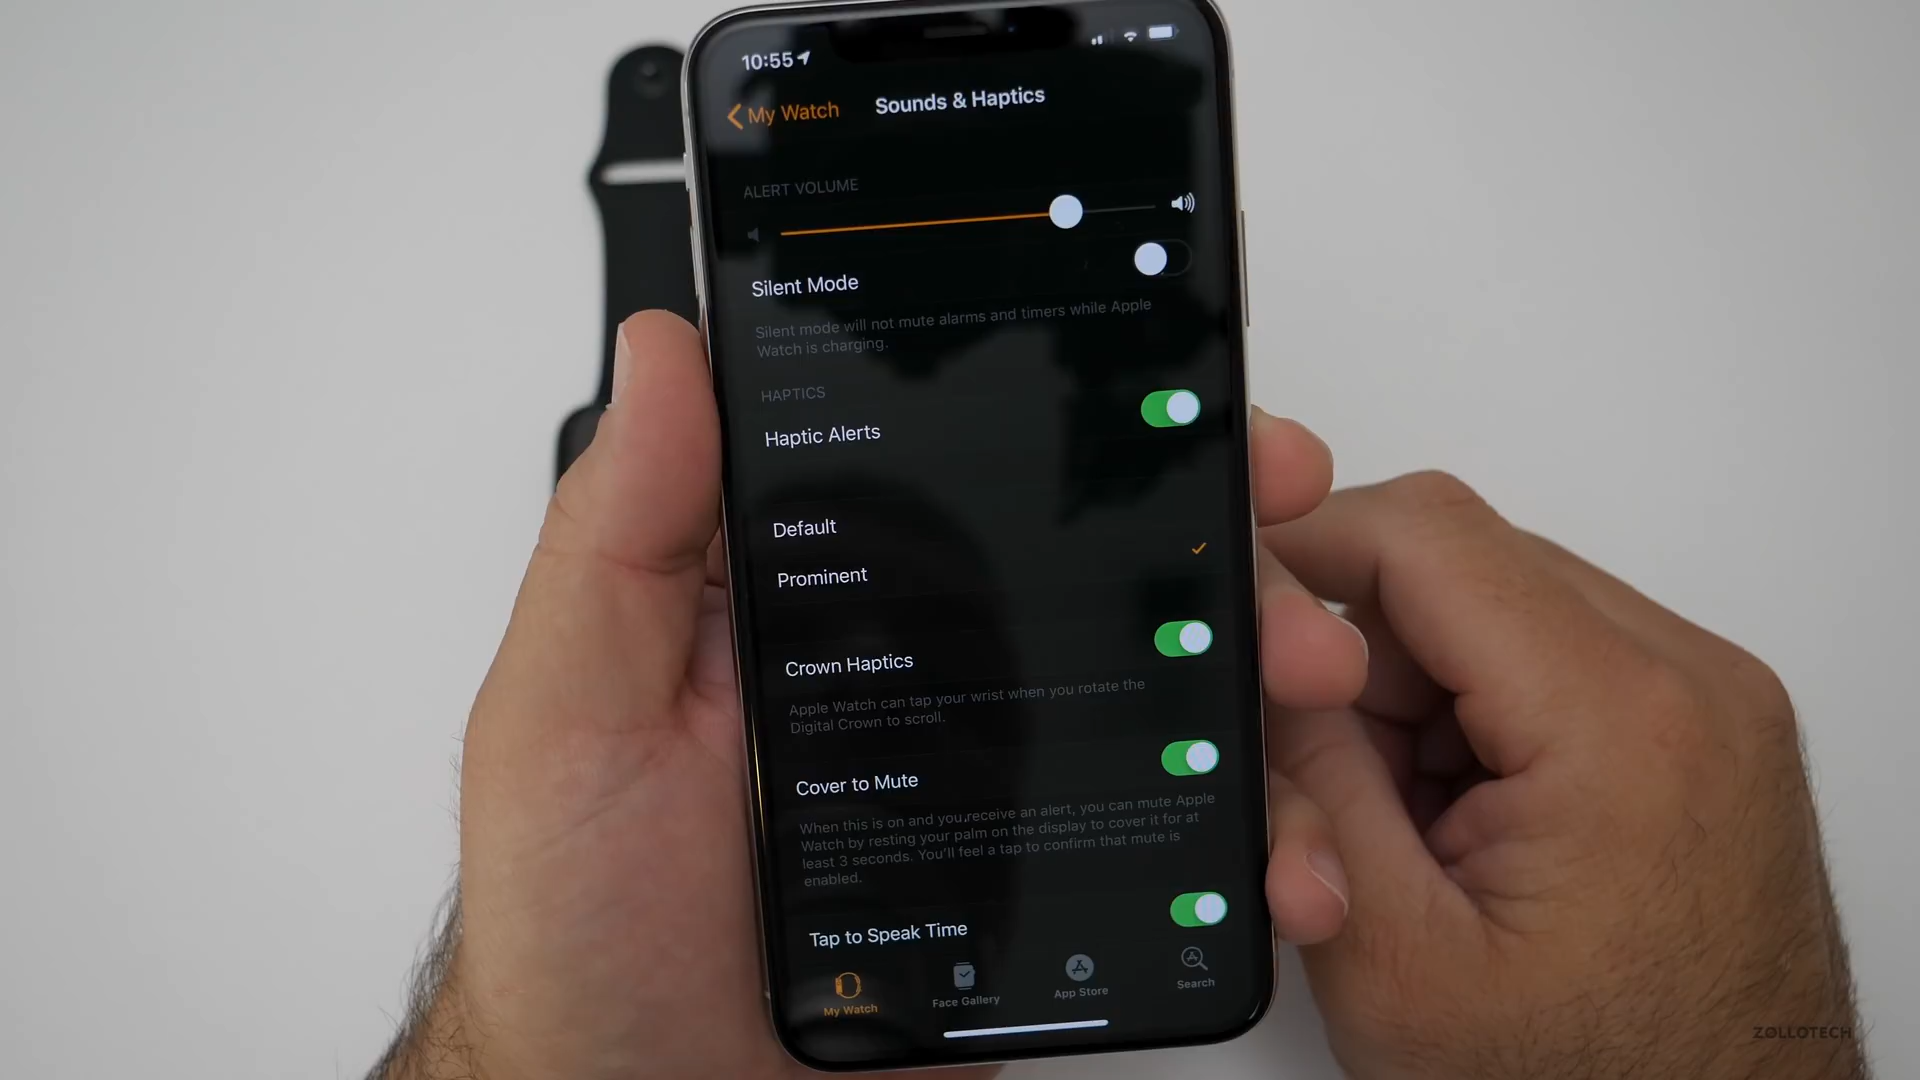 10:55
My Watch
Sounds & Haptics
ALERT VOLUME
Silent Mode
Silent mode will not mute alarms and timers while Apple
Watch is charging.
HAPTICS
Haptic Alerts
Default
Prominent
Crown Haptics
Apple Watch can tap your wrist when you rotate the
Digital Crown to scroll.
Cover to Mute
When this is on and you receive an alert, you can mute Apple
Watch by resting your palm on the display to cover it for at
least 3 seconds. You'll feel a tap to confirm that mute is
enabled.
Tap to Speak Time
My Watch
Face Gallery
App Store
Search
ZOLLOTECH